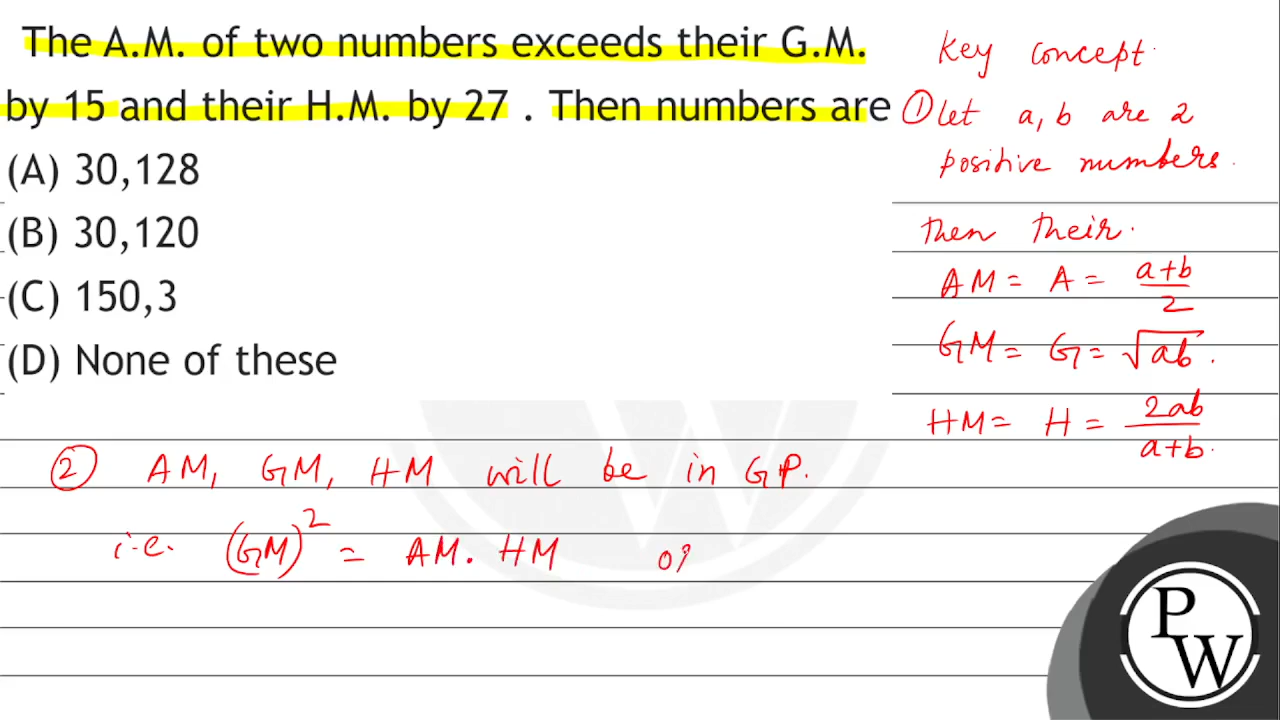 The A.M. of two numbers exceeds their G.M.
by 15 and their H.M. by 27 . Then numbers are
(A) 30,128
(B) 30,120
(C) 150,3
(D) None of these
Key concept
① let a, b are 2
positive numbers.
then their.
AM = A = a+b/2
GM = G = √ab.
HM = H = 2ab/a+b.
② AM, GM, HM will be in GP.
i.e. (GM)² = AM. HM
PW